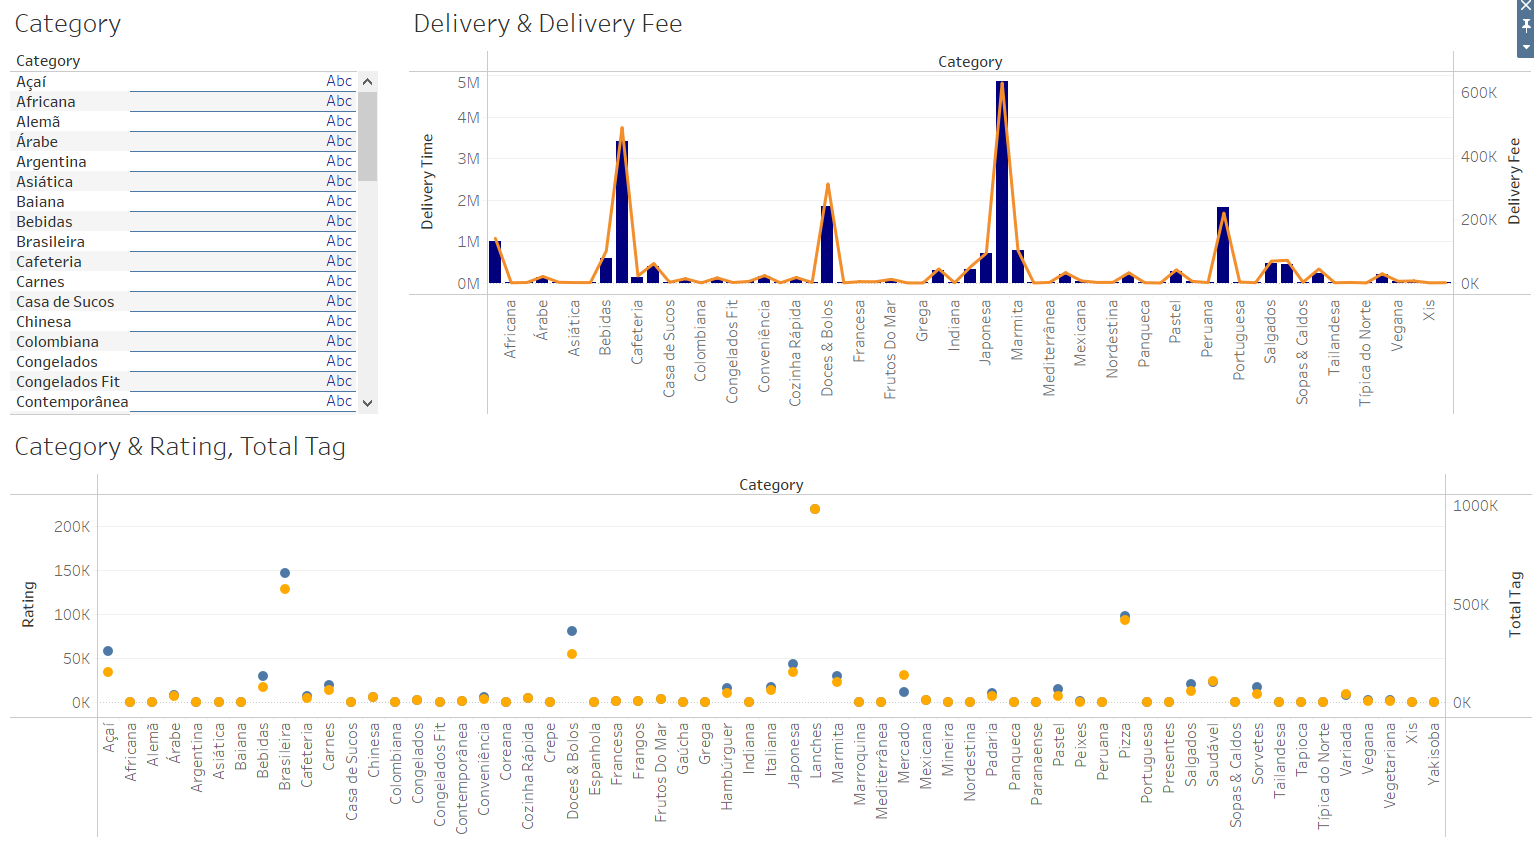 Category
Category
Açaí Abc
Africana Abc
Alemã Abc
Árabe Abc
Argentina Abc
Asiática Abc
Baiana Abc
Bebidas Abc
Brasileira Abc
Cafeteria Abc
Carnes Abc
Casa de Sucos Abc
Chinesa Abc
Colombiana Abc
Congelados Abc
Congelados Fit Abc
Contemporânea Abc
Delivery & Delivery Fee
Category
Delivery Time
5M
4M
3M
2M
1M
0M
Delivery Fee
600K
400K
200K
0K
Africana
Árabe
Asiática
Bebidas
Cafeteria
Casa de Sucos
Colombiana
Congelados Fit
Conveniência
Cozinha Rápida
Doces & Bolos
Francesa
Frutos Do Mar
Grega
Indiana
Japonesa
Marmita
Mediterrânea
Mexicana
Nordestina
Panqueca
Pastel
Peruana
Portuguesa
Salgados
Sopas & Caldos
Tailandesa
Típica do Norte
Vegana
Xis
Category & Rating, Total Tag
Category
Rating
200K
150K
100K
50K
0K
Total Tag
1000K
500K
0K
Açaí
Africana
Alemã
Árabe
Argentina
Asiática
Baiana
Bebidas
Brasileira
Cafeteria
Carnes
Casa de Sucos
Chinesa
Colombiana
Congelados
Congelados Fit
Contemporânea
Conveniência
Coreana
Cozinha Rápida
Crepe
Doces & Bolos
Espanhola
Francesa
Frangos
Frutos Do Mar
Gaúcha
Grega
Hambúrguer
Indiana
Italiana
Japonesa
Lanches
Marmita
Marroquina
Mediterrânea
Mercado
Mexicana
Mineira
Nordestina
Padaria
Panqueca
Paranaense
Pastel
Peixes
Peruana
Pizza
Portuguesa
Presentes
Salgados
Saudável
Sopas & Caldos
Sorvetes
Tailandesa
Tapioca
Típica do Norte
Variada
Vegana
Vegetariana
Xis
Yakisoba